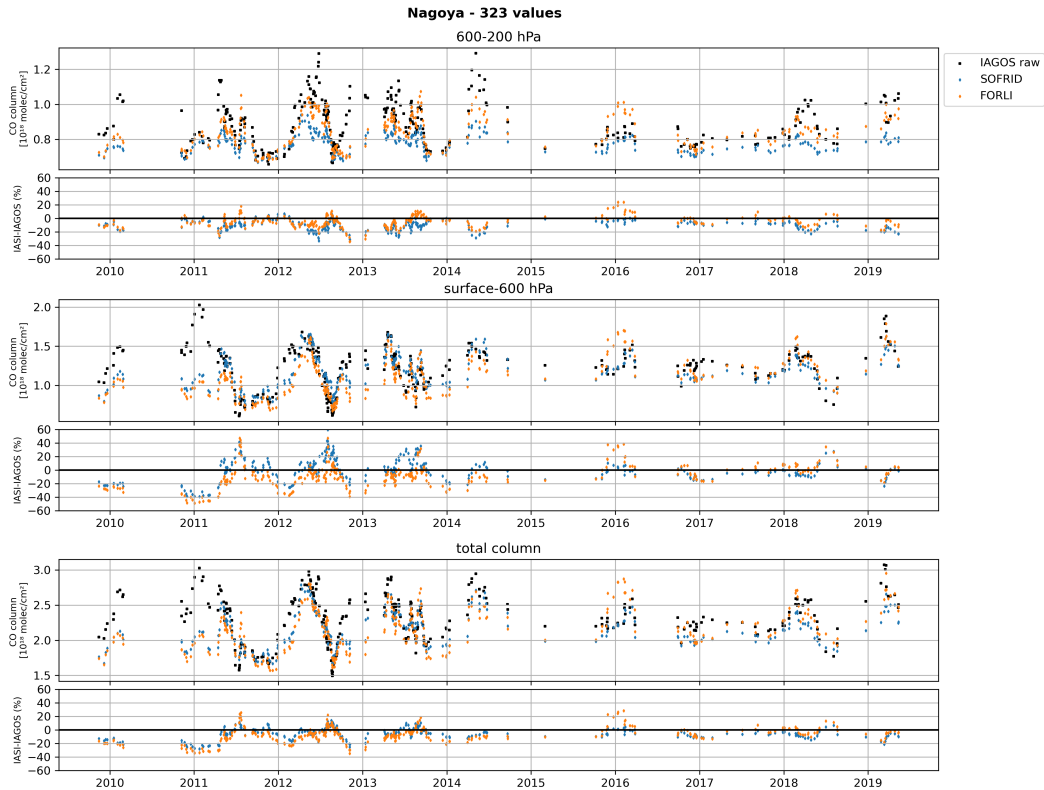 Nagoya - 323 values
600-200 hPa
IAGOS raw
SOFRID
FORLI
CO column
[10¹⁸ molec/cm²]
1.2
1.0
0.8
IASI-IAGOS (%)
60
40
20
0
−20
−40
−60
2010 2011 2012 2013 2014 2015 2016 2017 2018 2019
surface-600 hPa
CO column
[10¹⁸ molec/cm²]
2.0
1.5
1.0
IASI-IAGOS (%)
60
40
20
0
−20
−40
−60
2010 2011 2012 2013 2014 2015 2016 2017 2018 2019
total column
CO column
[10¹⁸ molec/cm²]
3.0
2.5
2.0
1.5
IASI-IAGOS (%)
60
40
20
0
−20
−40
−60
2010 2011 2012 2013 2014 2015 2016 2017 2018 2019